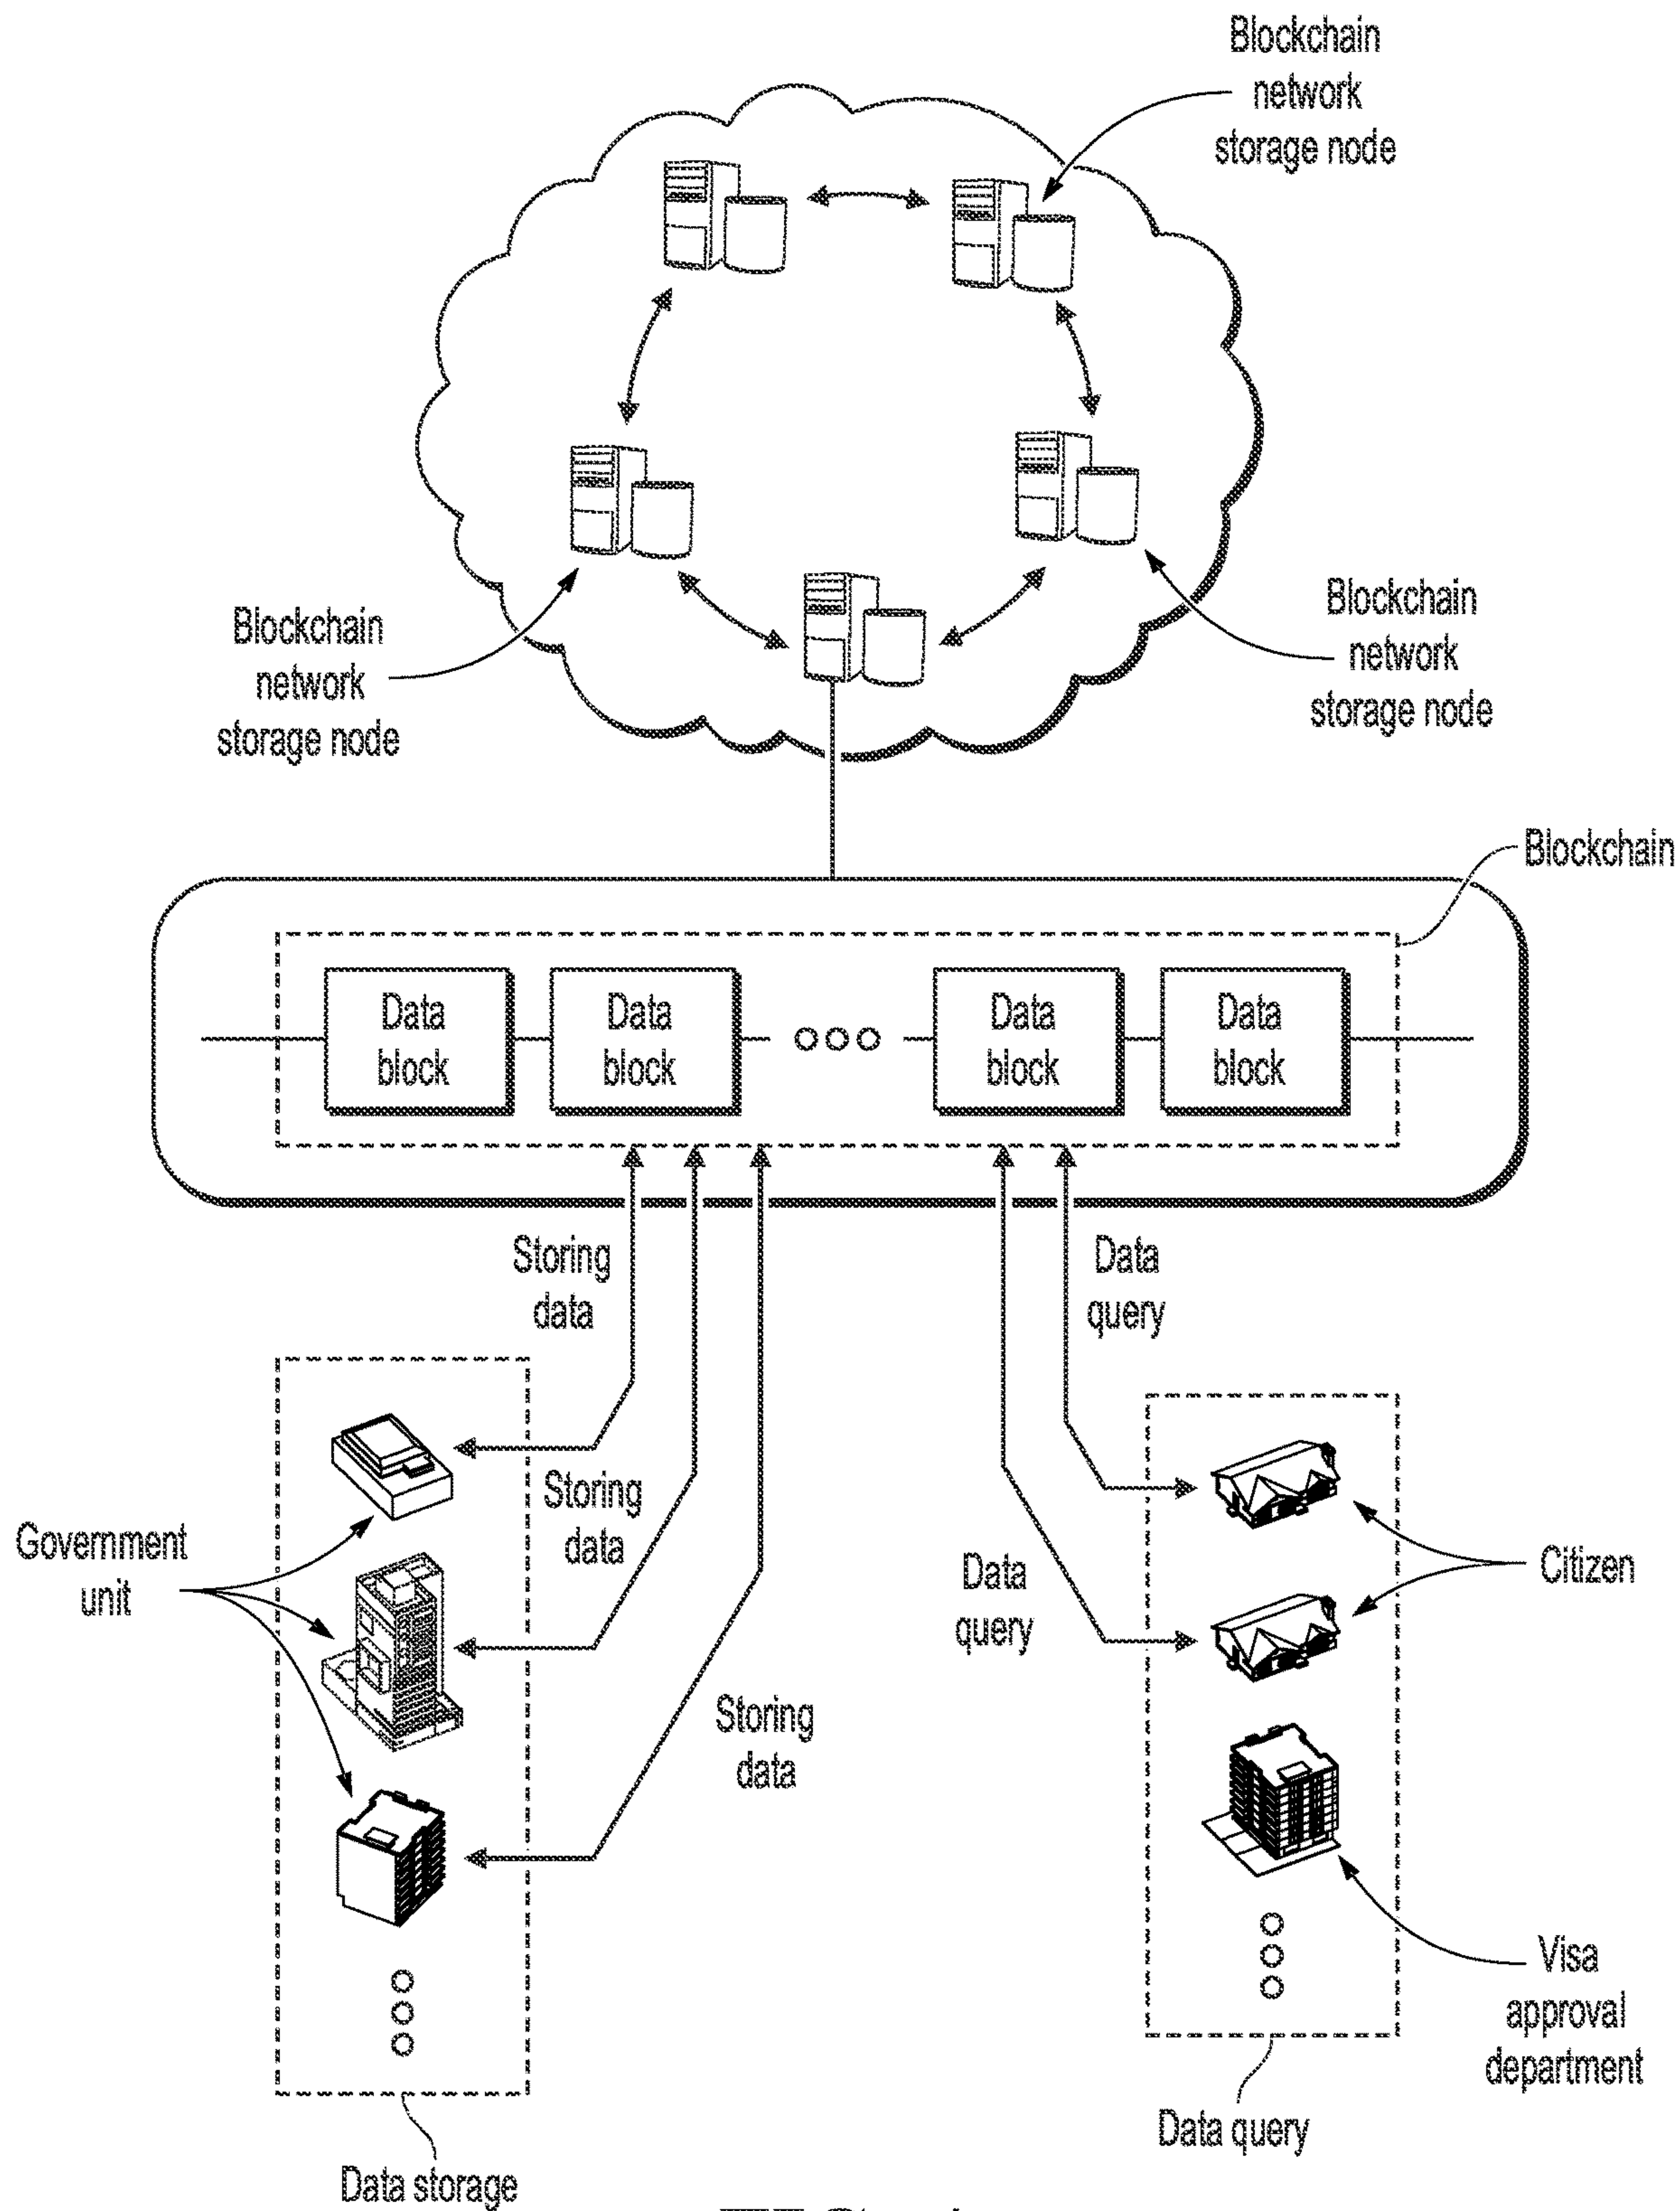 Blockchain
network
storage node
Blockchain
network
storage node
Blockchain
network
storage node
Blockchain
Data
block
Data
block
Data
block
Data
block
Storing
data
Data
query
Storing
data
Government
unit
Data
query
Citizen
Storing
data
Visa
approval
department
Data query
Data storage